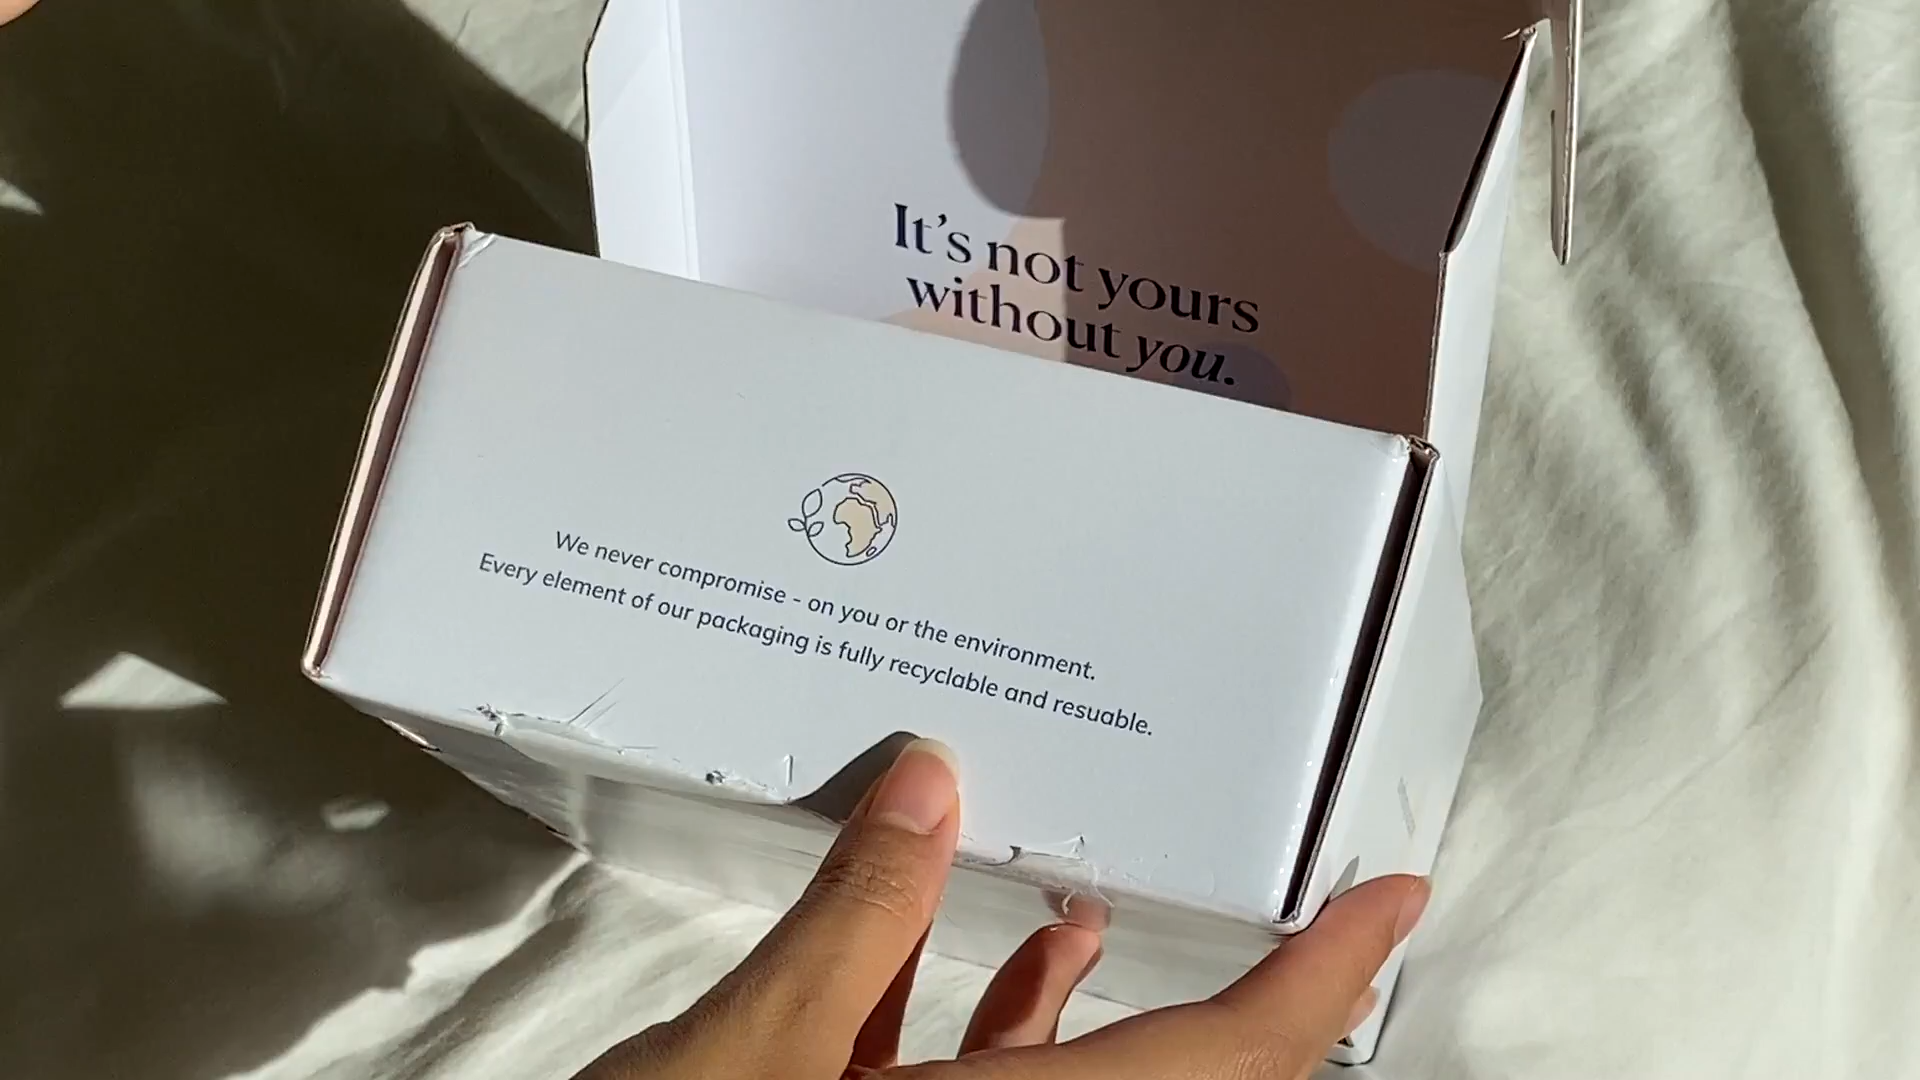 It's not yours
without you.
We never compromise - on you or the environment.
Every element of our packaging is fully recyclable and resuable.